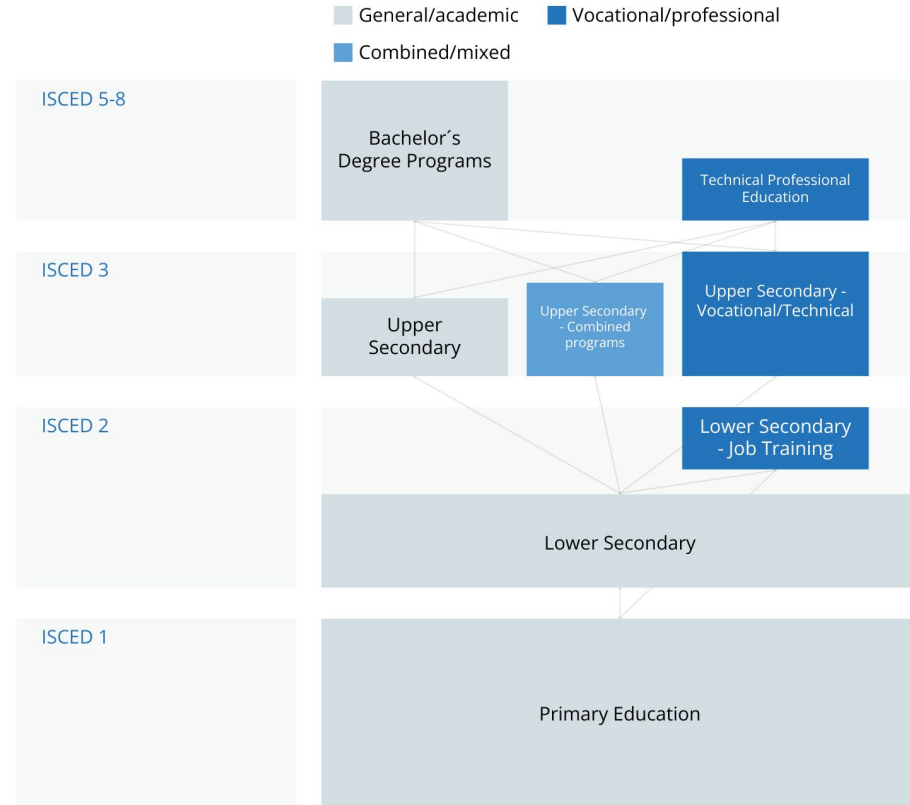 General/academic
Vocational/professional
Combined/mixed
ISCED 5-8
Bachelor´s
Degree Programs
Technical Professional
Education
ISCED 3
Upper
Secondary
Upper Secondary
- Combined
programs
Upper Secondary -
Vocational/Technical
ISCED 2
Lower Secondary
- Job Training
Lower Secondary
ISCED 1
Primary Education